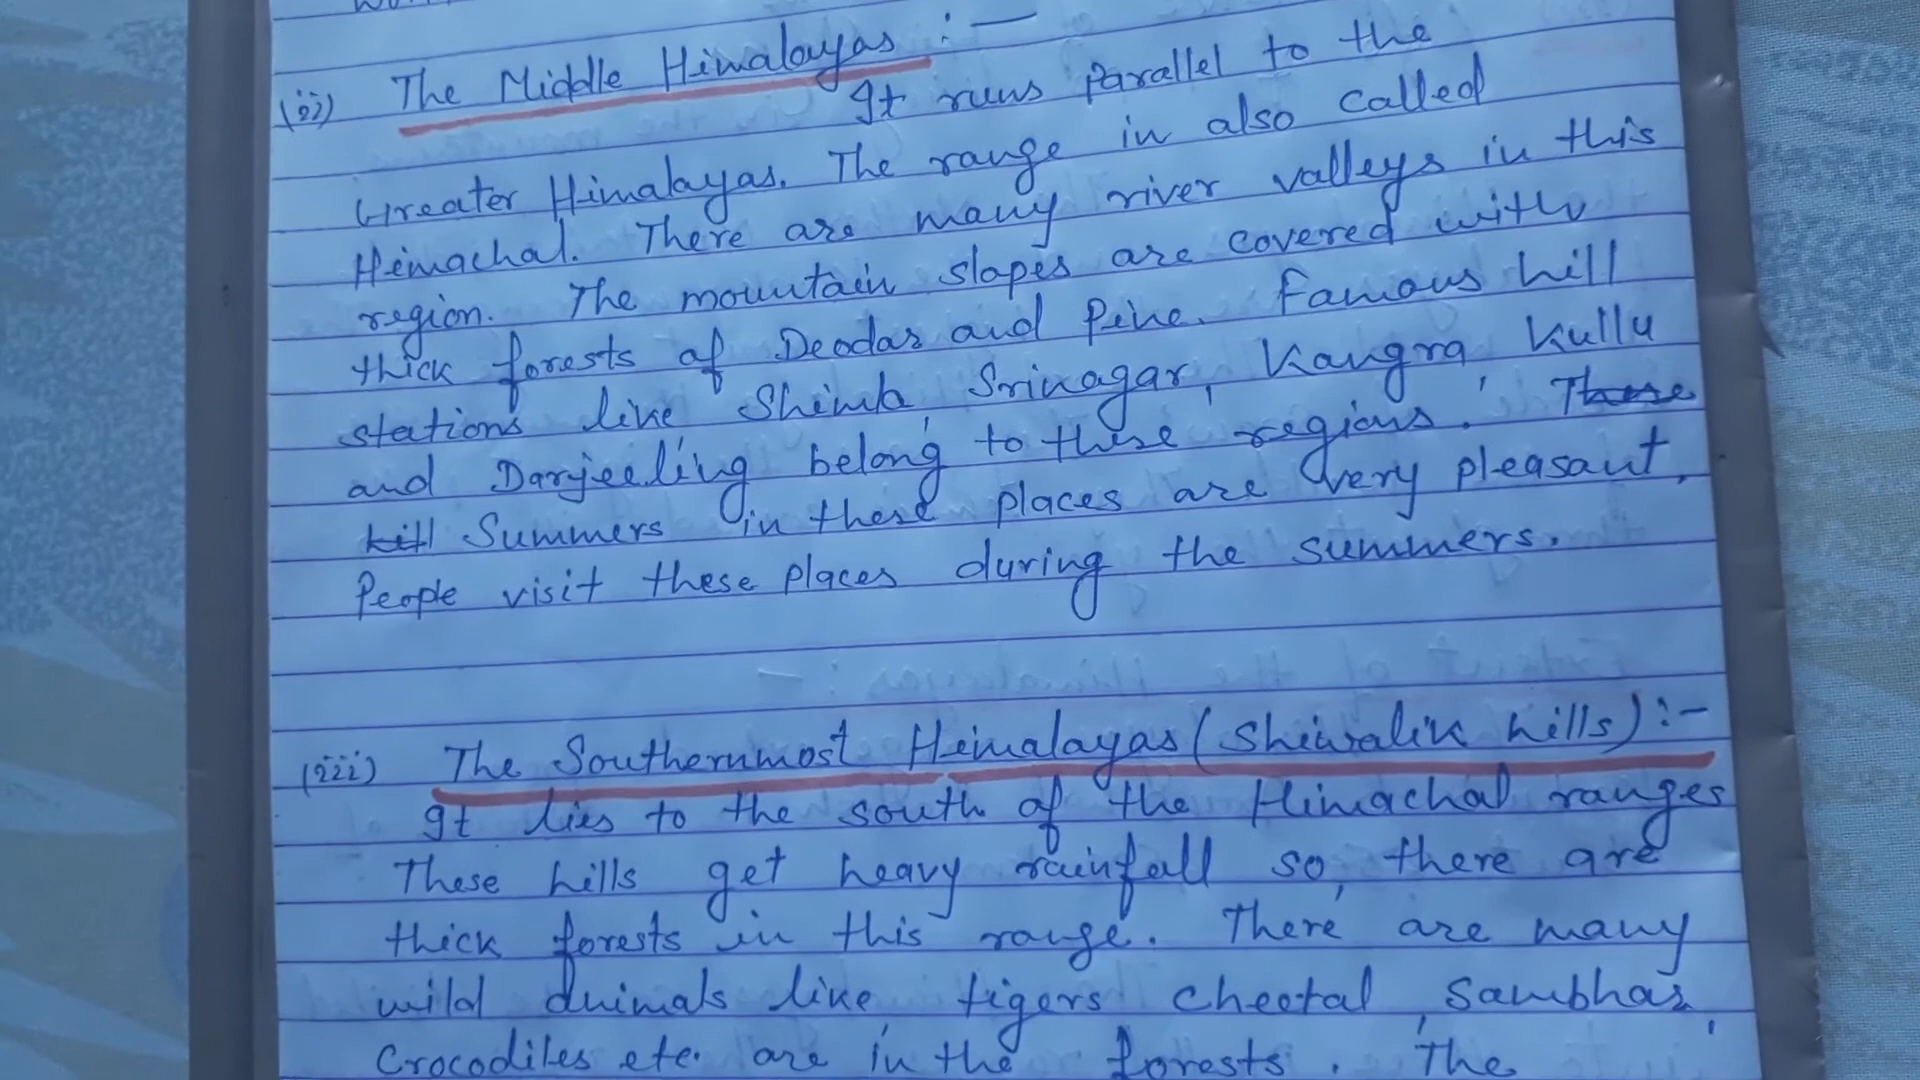 (ii) The Middle Himalayas :—
It runs Parallel to the
Greater Himalayas. The range in also called
Himachal. There are many river valleys in this
region. The mountain slopes are covered with
thick forests of Deodar and Pine. Famous hill
stations like Shimla, Srinagar, Kangra, Kullu
and Darjeeling belong to these regions. These
hill Summers in these places are very pleasant.
People visit these places during the summers.
(iii) The Southernmost Himalayas (Shiwalik hills) :-
It lies to the south of the Himachal ranges
These hills get heavy rainfall so, there are
thick forests in this range. There are many
wild animals like tigers cheetal, Sambhar,
Crocodiles etc. are in the forests. The